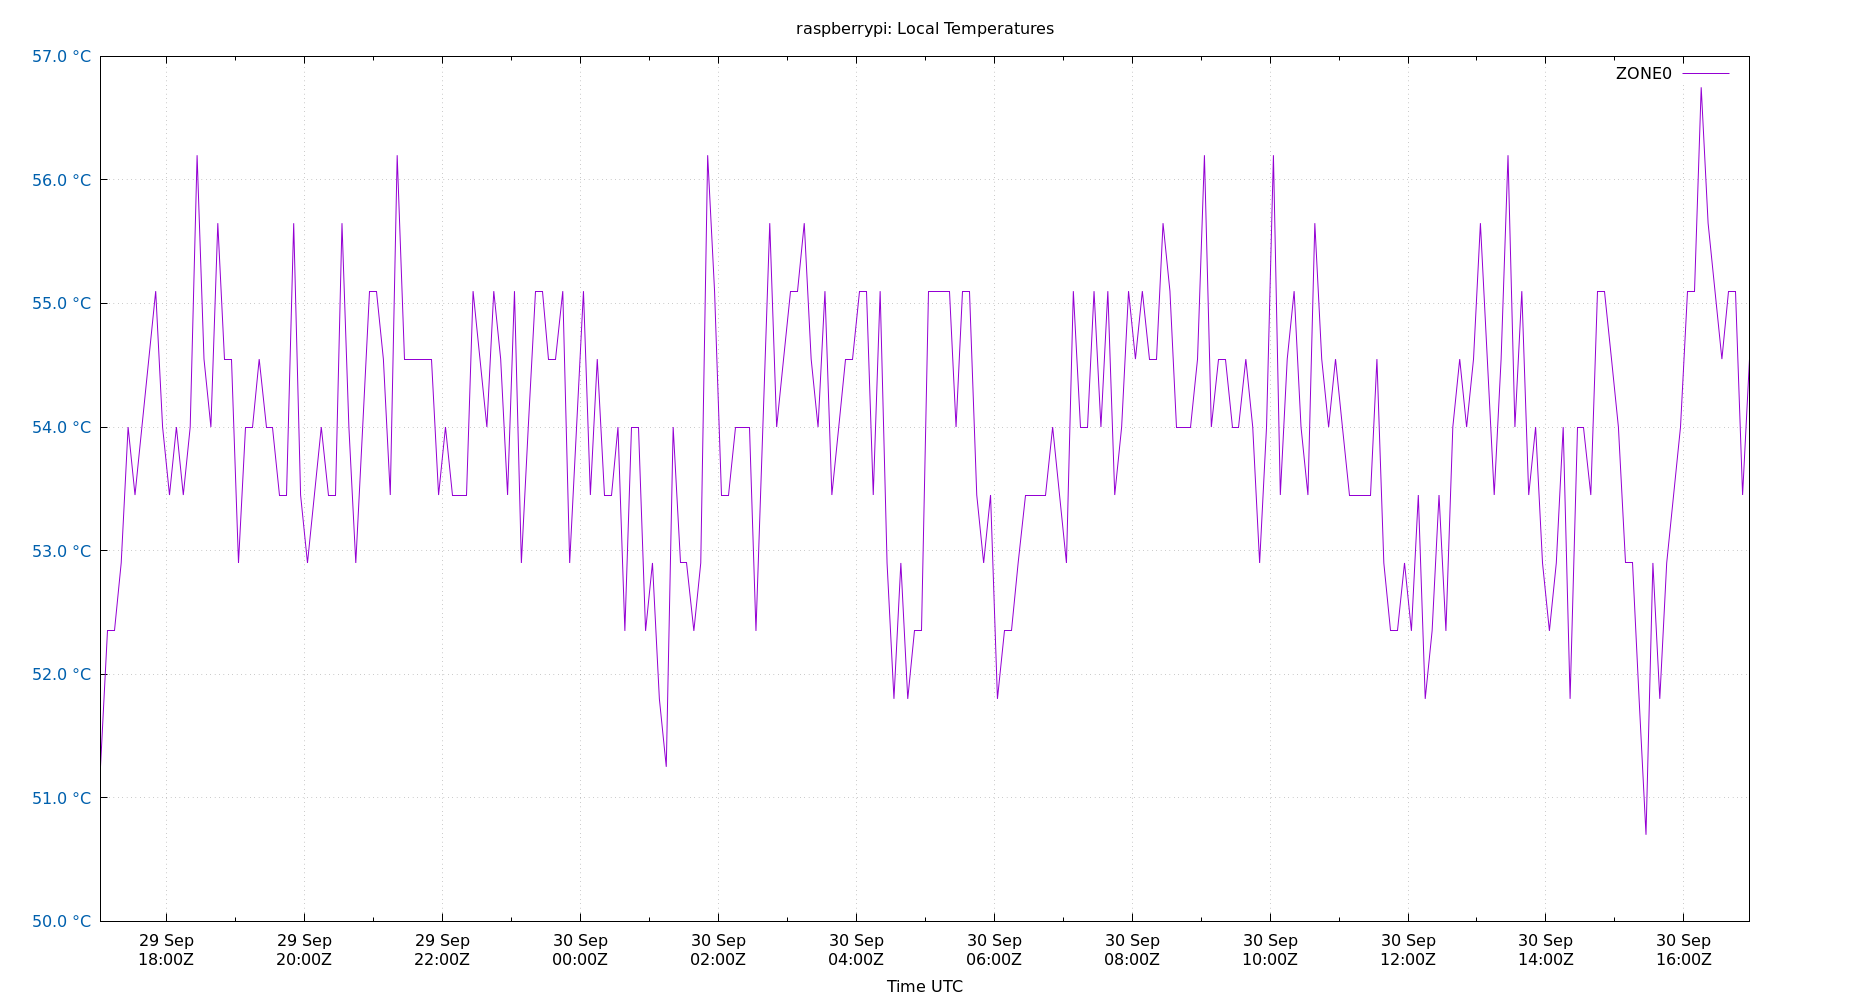 raspberrypi: Local Temperatures
57.0 °C
ZONE0
56.0 °C
55.0 °C
54.0 °C
53.0 °C
52.0 °C
51.0 °C
50.0 °C
29 Sep 29 Sep 29 Sep 30 Sep 30 Sep 30 Sep 30 Sep 30 Sep 30 Sep 30 Sep 30 Sep 30 Sep
18:00Z 20:00Z 22:00Z 00:00Z 02:00Z 04:00Z 06:00Z 08:00Z 10:00Z 12:00Z 14:00Z 16:00Z
Time UTC